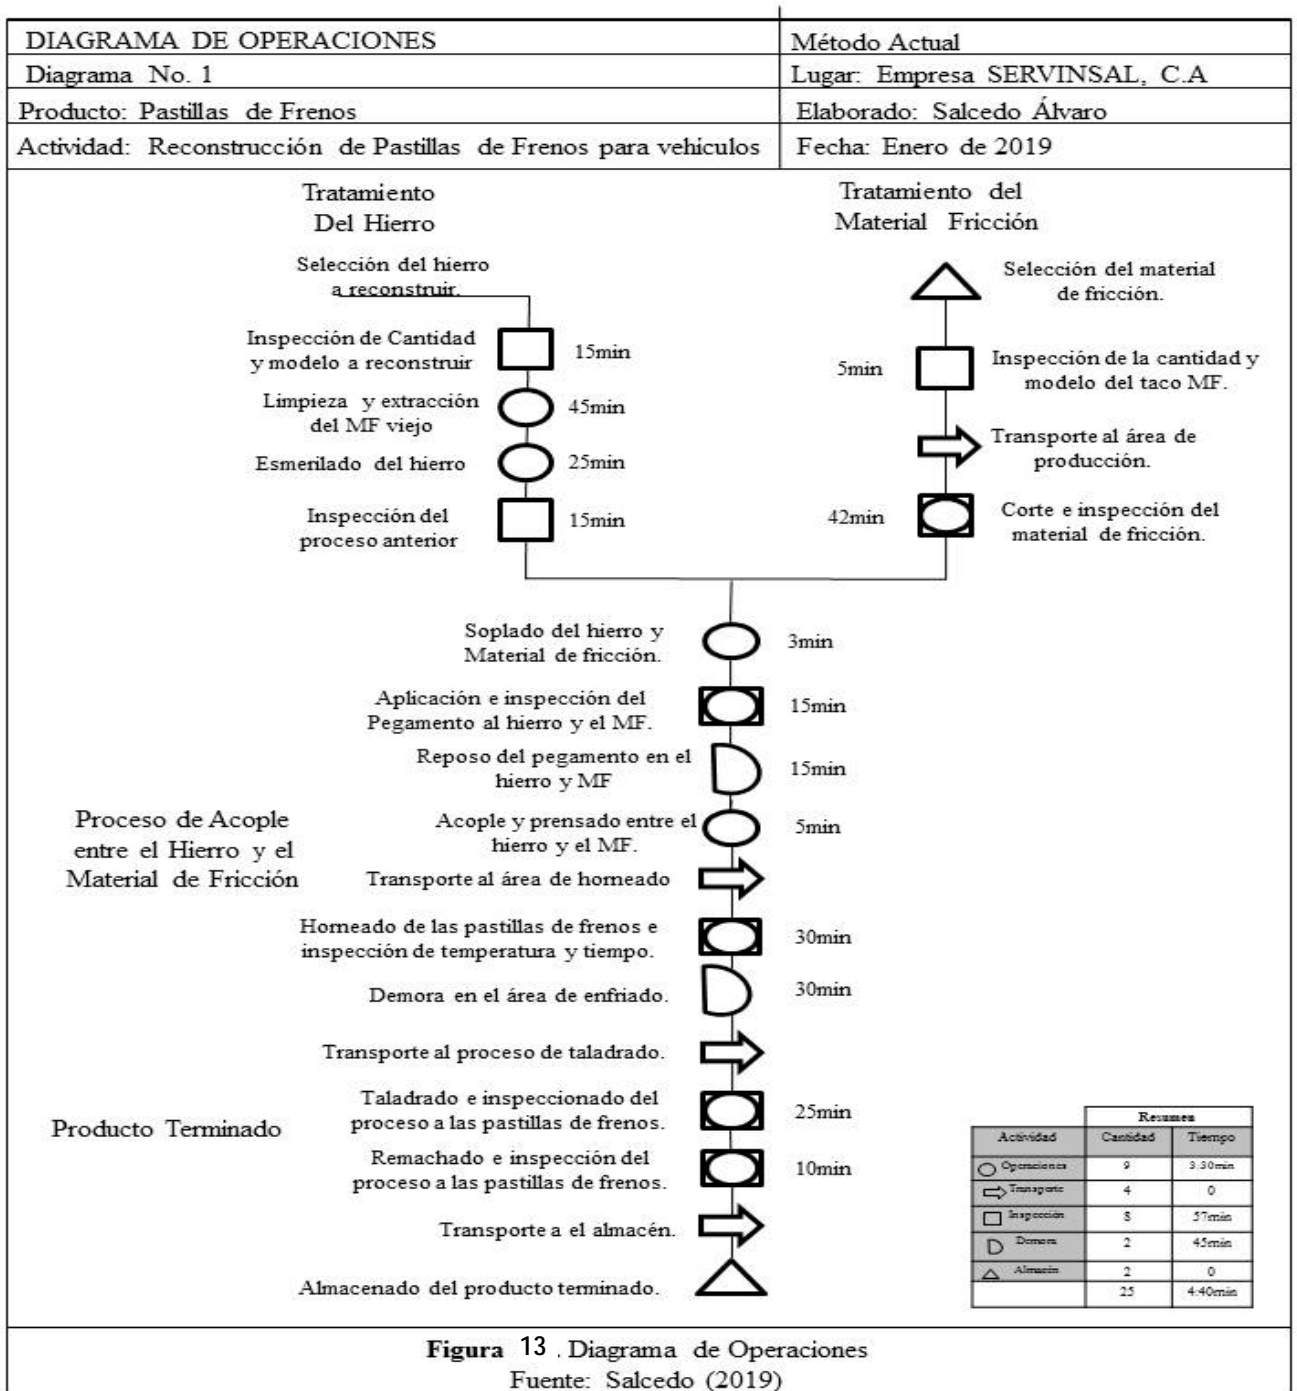 DIAGRAMA DE OPERACIONES
Método Actual
Diagrama No. 1
Lugar: Empresa SERVINSAL, C.A
Producto: Pastillas de Frenos
Elaborado: Salcedo Álvaro
Actividad: Reconstrucción de Pastillas de Frenos para vehiculos
Fecha: Enero de 2019
Tratamiento
Del Hierro
Selección del hierro
a reconstruir.
Inspección de Cantidad
y modelo a reconstruir
15min
Limpieza y extracción
del MF viejo
45min
Esmerilado del hierro
25min
Inspección del
proceso anterior
15min
Tratamiento del
Material Fricción
Selección del material
de fricción.
5min
Inspección de la cantidad y
modelo del taco MF.
Transporte al área de
producción.
42min
Corte e inspección del
material de fricción.
Soplado del hierro y
Material de fricción.
3min
Aplicación e inspección del
Pegamento al hierro y el MF.
15min
Reposo del pegamento en el
hierro y MF
15min
Proceso de Acople
entre el Hierro y el
Material de Fricción
Acople y prensado entre el
hierro y el MF.
5min
Transporte al área de horneado
Horneado de las pastillas de frenos e
inspección de temperatura y tiempo.
30min
Demora en el área de enfriado.
30min
Transporte al proceso de taladrado.
Producto Terminado
Taladrado e inspeccionado del
proceso a las pastillas de frenos.
25min
Remachado e inspección del
proceso a las pastillas de frenos.
10min
Transporte a el almacén.
Almacenado del producto terminado.
Resumen
Actividad Cantidad Tiempo
Operaciones 9 3.30min
Transporte 4 0
Inspección 8 57min
Demora 2 45min
Almacén 2 0
25 4:40min
Figura 13 . Diagrama de Operaciones
Fuente: Salcedo (2019)